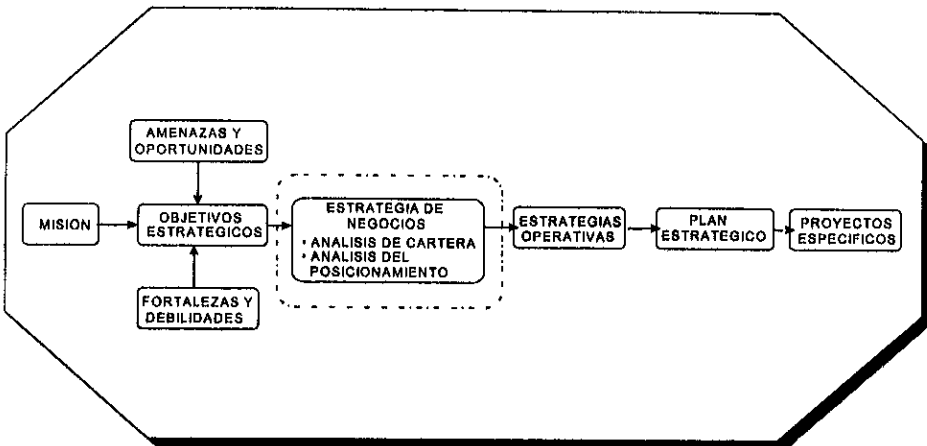 AMENAZAS Y
OPORTUNIDADES
MISION
OBJETIVOS
ESTRATEGICOS
FORTALEZAS Y
DEBILIDADES
ESTRATEGIA DE
NEGOCIOS
· ANALISIS DE CARTERA
· ANALISIS DEL
POSICIONAMIENTO
ESTRATEGIAS
OPERATIVAS
PLAN
ESTRATEGICO
PROYECTOS
ESPECIFICOS